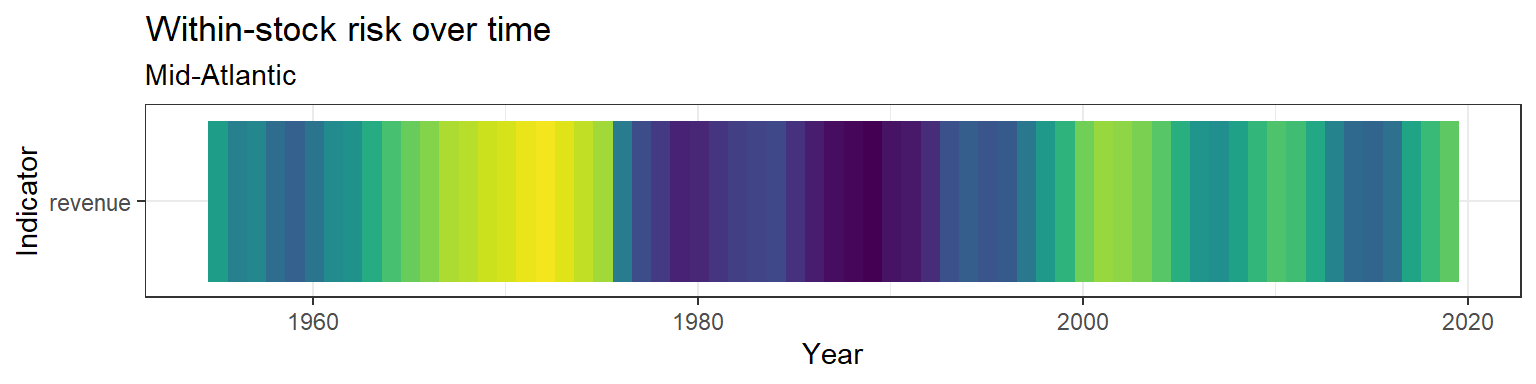 Within-stock risk over time
Mid-Atlantic
Indicator
revenue
1960 1980 2000 2020
Year